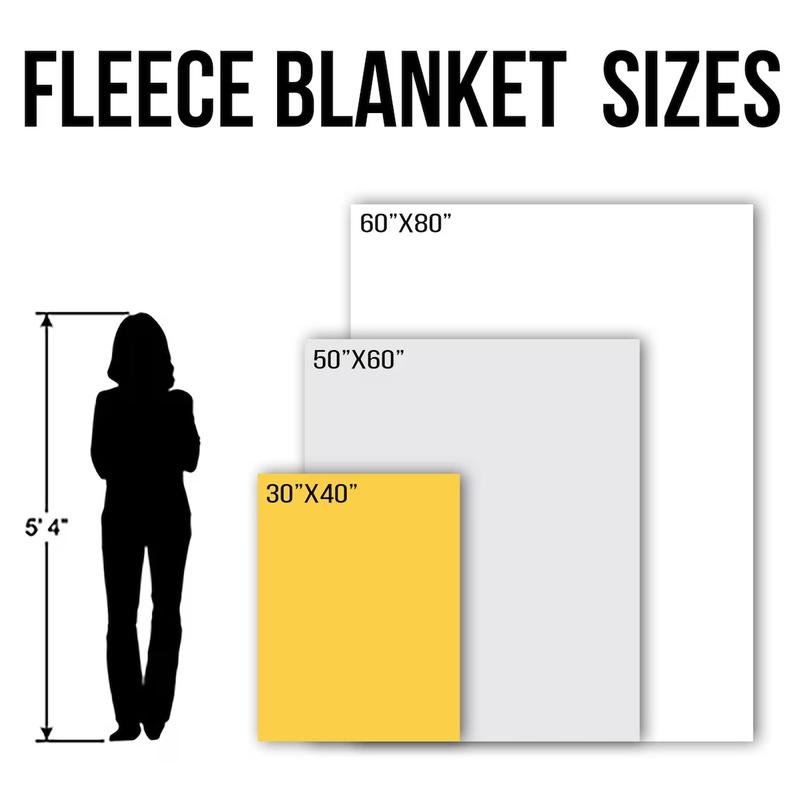 FLEECE BLANKET SIZES
60”X80”
50”X60”
30”X40”
5' 4"